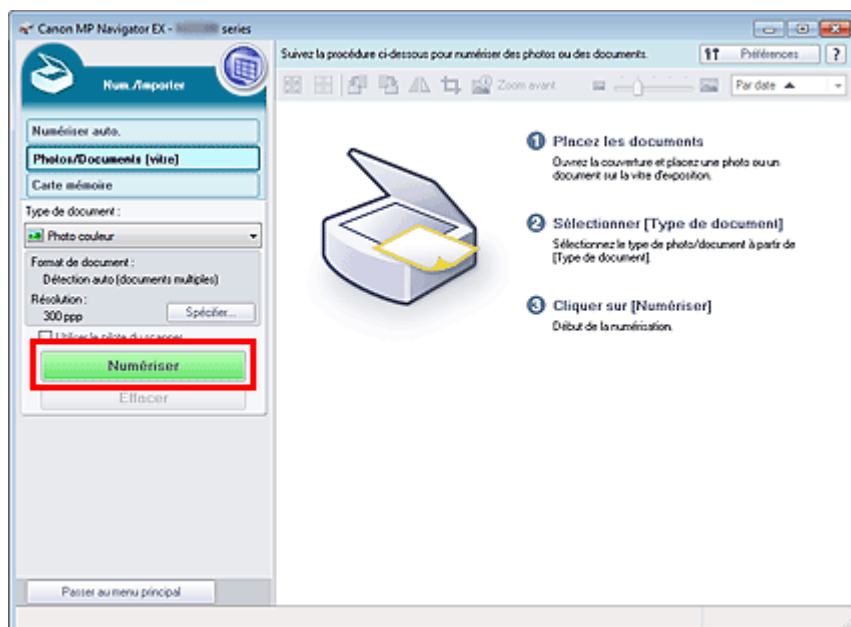 Canon MP Navigator EX - series
Num./Importer
Numériser auto.
Photos/Documents (vitre)
Carte mémoire
Type de document :
Photo couleur
Format de document :
Détection auto (documents multiples)
Résolution :
300 ppp
Spécifier...
Utiliser le pilote du scanner
Numériser
Effacer
Passer au menu principal
Suivez la procédure ci-dessous pour numériser des photos ou des documents.
Préférences
?
Zoom avant
Par date
1 Placez les documents
Ouvrez la couverture et placez une photo ou un
document sur la vitre d'exposition.
2 Sélectionner [Type de document]
Sélectionnez le type de photo/document à partir de
[Type de document].
3 Cliquer sur [Numériser]
Début de la numérisation.